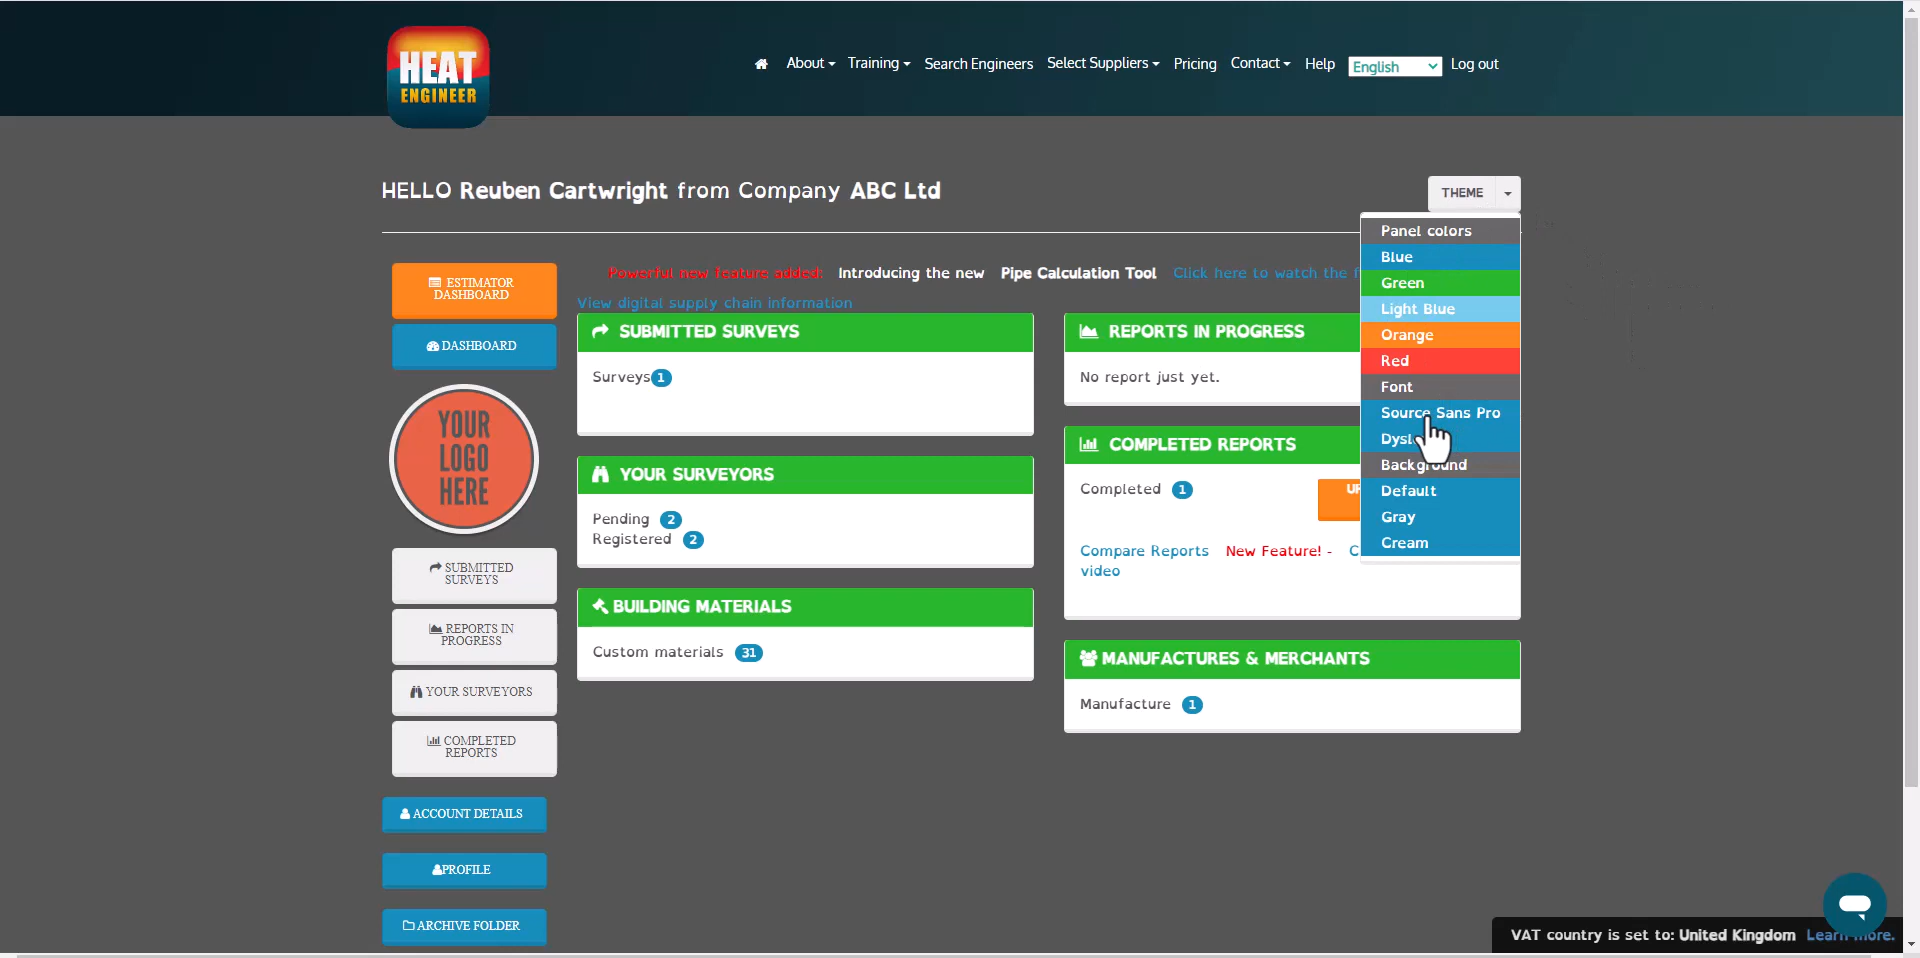 HEAT
ENGINEER
About
Training
Search Engineers
Select Suppliers
Pricing
Contact
Help
English
Log out
HELLO Reuben Cartwright from Company ABC Ltd
THEME
Panel colors
Blue
Green
Light Blue
Orange
Red
Font
Source Sans Pro
Background
Default
Gray
Cream
ESTIMATOR
DASHBOARD
DASHBOARD
YOUR
LOGO
HERE
SUBMITTED
SURVEYS
REPORTS IN
PROGRESS
YOUR SURVEYORS
COMPLETED
REPORTS
ACCOUNT DETAILS
PROFILE
ARCHIVE FOLDER
Powerful new feature added: Introducing the new Pipe Calculation Tool Click here to watch the
View digital supply chain information
SUBMITTED SURVEYS
Surveys 1
YOUR SURVEYORS
Pending 2
Registered 2
BUILDING MATERIALS
Custom materials 31
REPORTS IN PROGRESS
No report just yet.
COMPLETED REPORTS
Completed 1
Compare Reports New Feature! -
video
MANUFACTURES & MERCHANTS
Manufacture 1
VAT country is set to: United Kingdom Learn more.